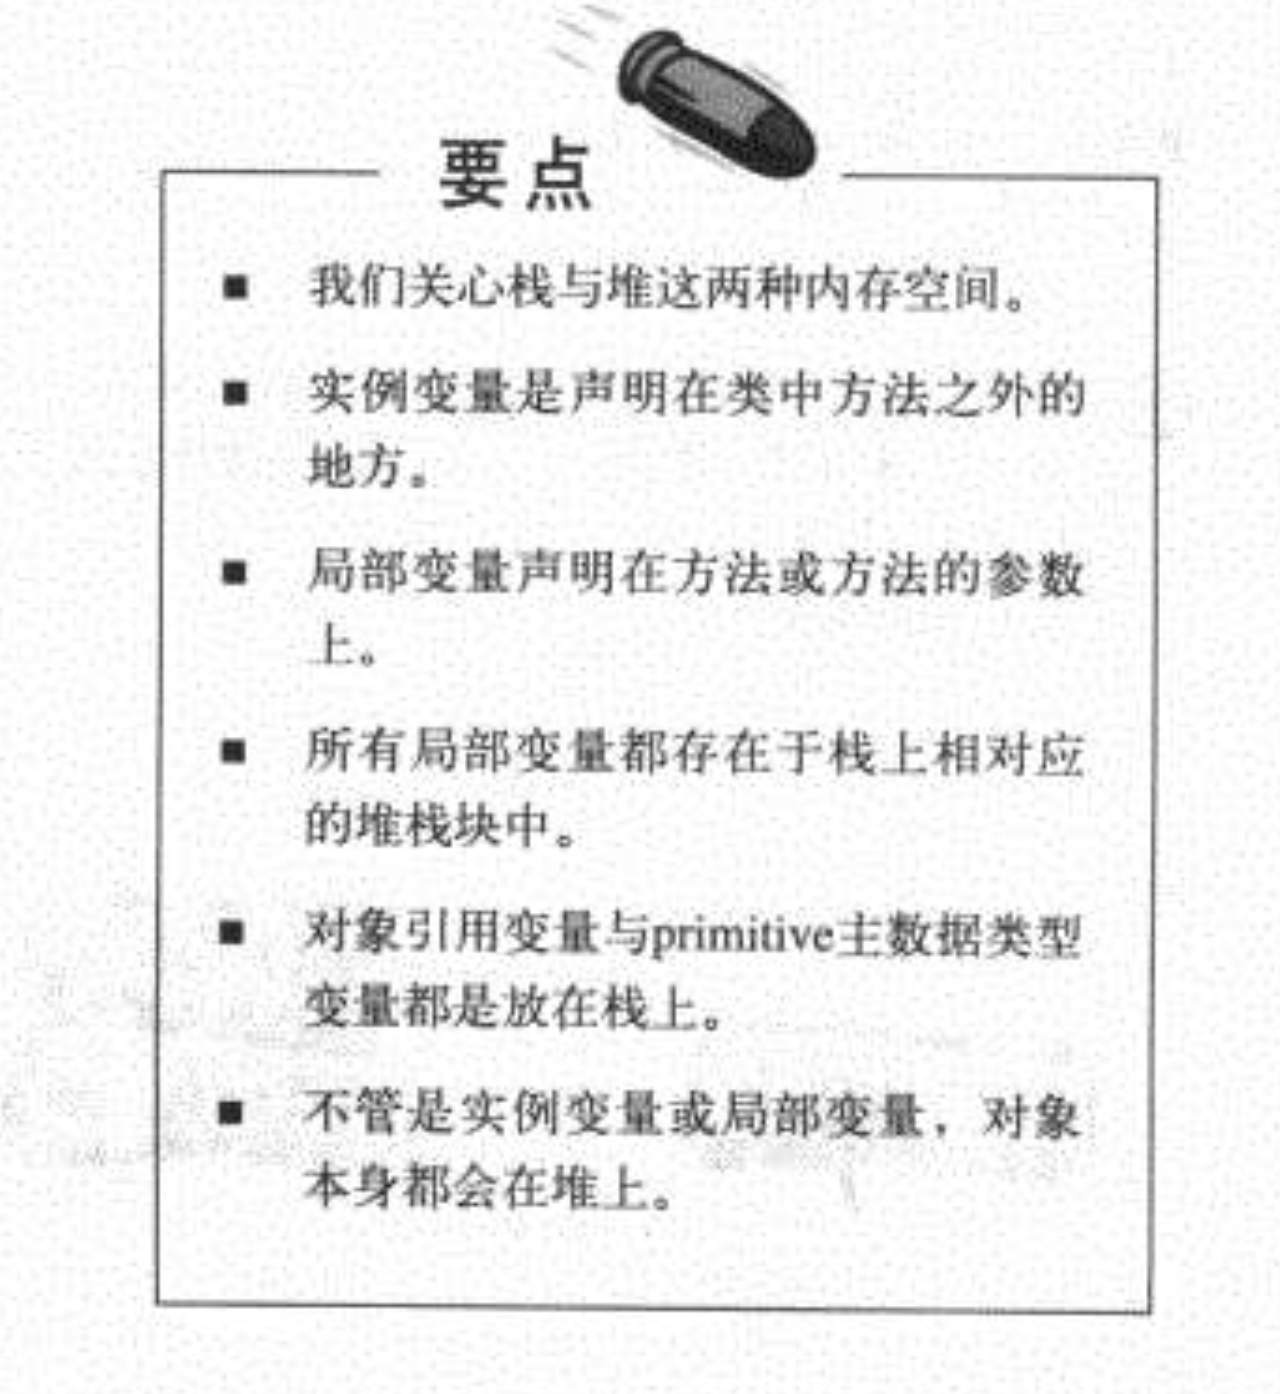 要点
■ 我们关心栈与堆这两种内存空间。
■ 实例变量是声明在类中方法之外的
地方。
■ 局部变量声明在方法或方法的参数
上。
■ 所有局部变量都存在于栈上相对应
的堆栈块中。
■ 对象引用变量与primitive主数据类型
变量都是放在栈上。
■ 不管是实例变量或局部变量，对象
本身都会在堆上。